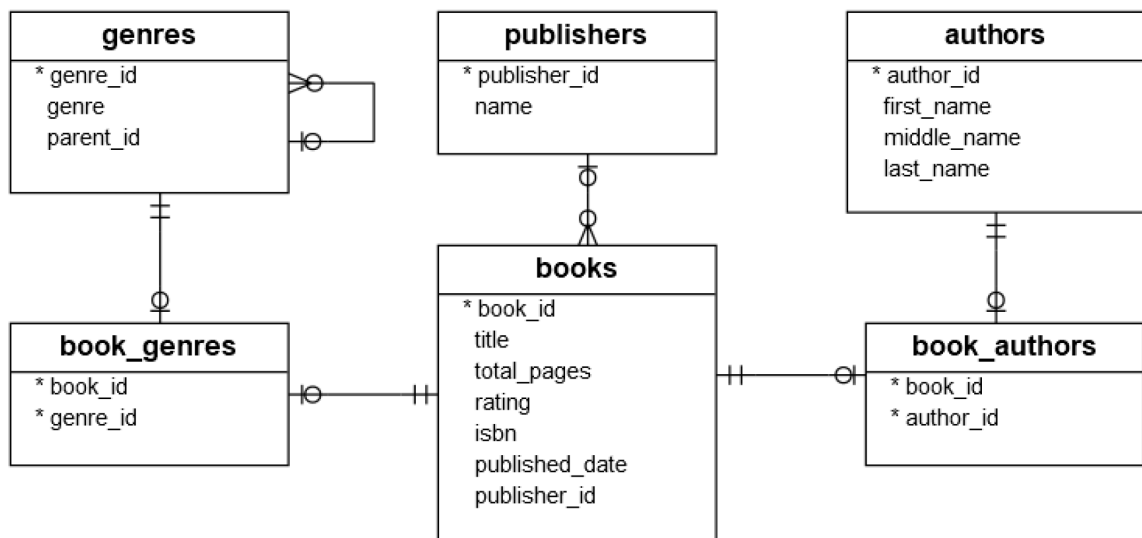 genres
* genre_id
genre
parent_id
publishers
* publisher_id
name
authors
* author_id
first_name
middle_name
last_name
book_genres
* book_id
* genre_id
books
* book_id
title
total_pages
rating
isbn
published_date
publisher_id
book_authors
* book_id
* author_id